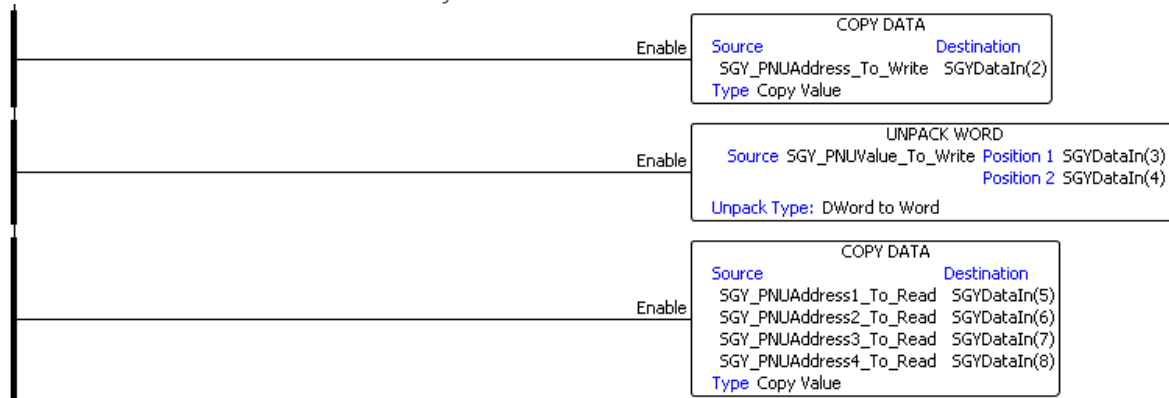 COPY DATA
Enable Source Destination
SGY_PNUAddress_To_Write SGYDataIn(2)
Type Copy Value
UNPACK WORD
Enable Source SGY_PNUValue_To_Write Position 1 SGYDataIn(3)
Position 2 SGYDataIn(4)
Unpack Type: DWord to Word
COPY DATA
Source Destination
SGY_PNUAddress1_To_Read SGYDataIn(5)
Enable SGY_PNUAddress2_To_Read SGYDataIn(6)
SGY_PNUAddress3_To_Read SGYDataIn(7)
SGY_PNUAddress4_To_Read SGYDataIn(8)
Type Copy Value